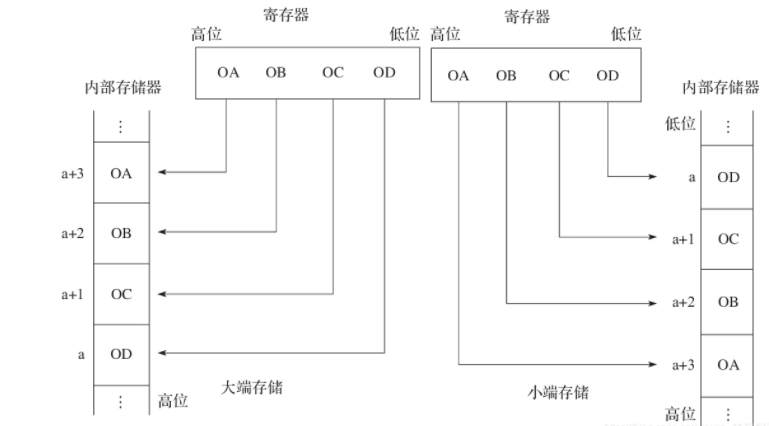 寄存器
高位 低位
OA OB OC OD
内部存储器
⋮
a+3 OA
a+2 OB
a+1 OC
a OD
⋮ 高位
大端存储
寄存器
高位 低位
OA OB OC OD
内部存储器
低位 ⋮
a OD
a+1 OC
a+2 OB
a+3 OA
高位 ⋮
小端存储